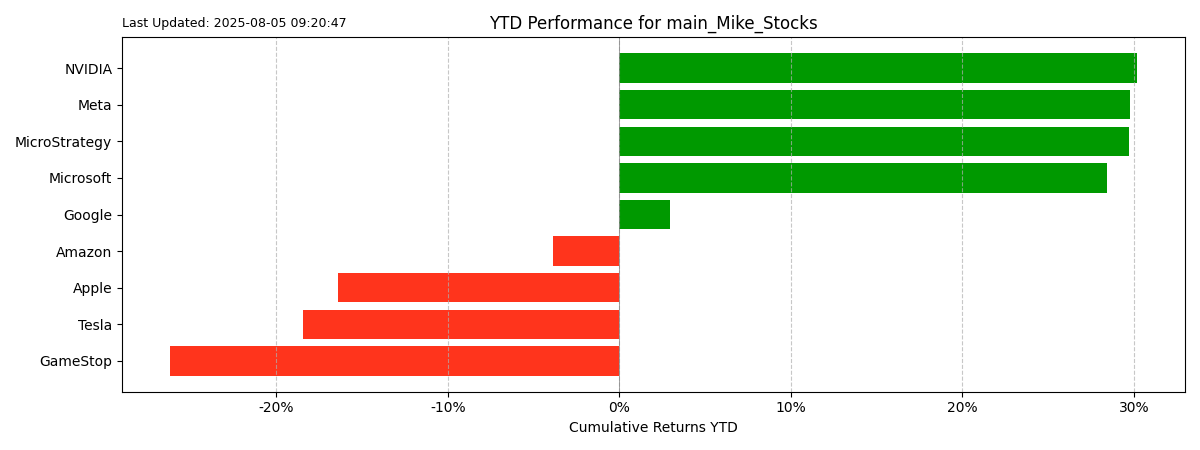 Last Updated: 2025-08-05 09:20:47
YTD Performance for main_Mike_Stocks
NVIDIA
Meta
MicroStrategy
Microsoft
Google
Amazon
Apple
Tesla
GameStop
-20% -10% 0% 10% 20% 30%
Cumulative Returns YTD